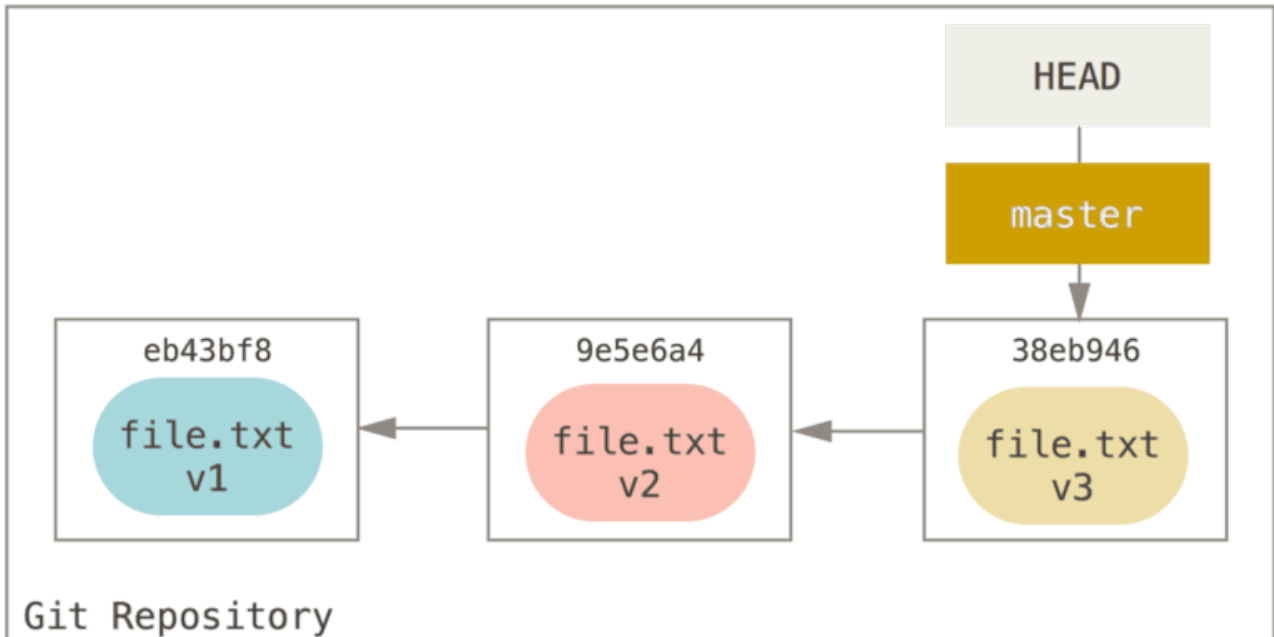 HEAD
master
eb43bf8
file.txt
v1
9e5e6a4
file.txt
v2
38eb946
file.txt
v3
Git Repository